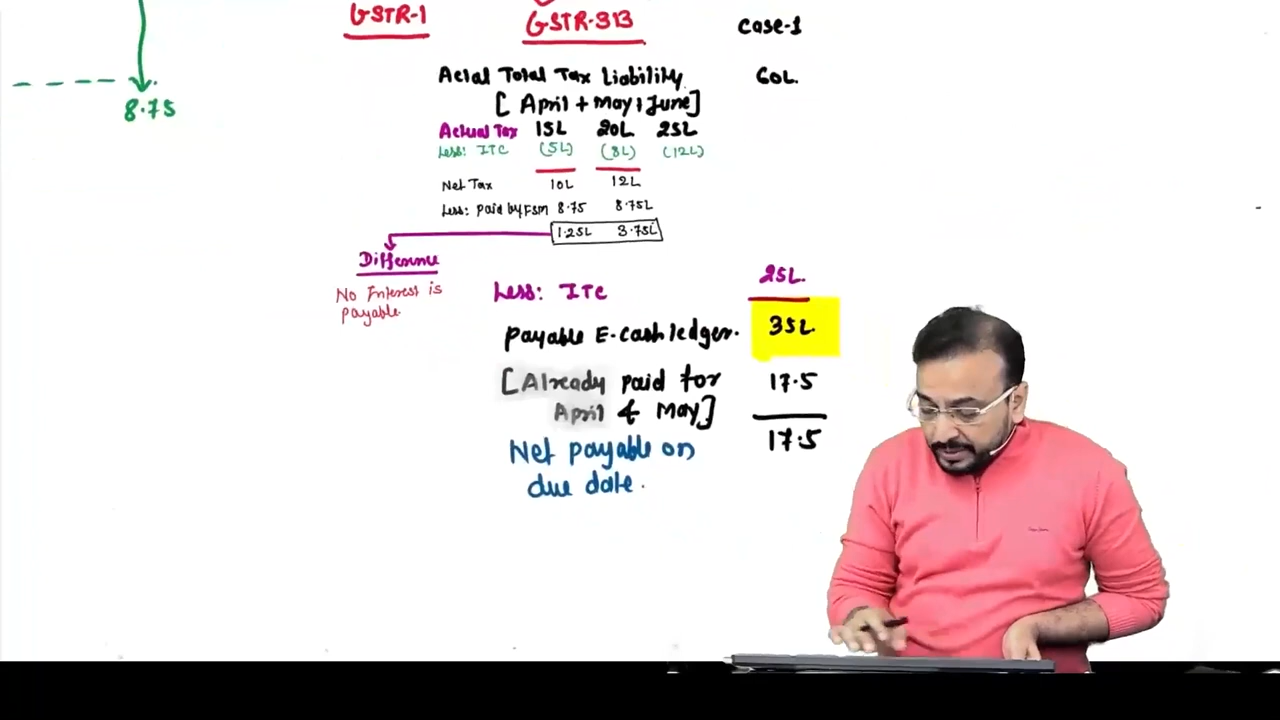 GSTR-1 GSTR-3B Case-1
8.75
Actal Total Tax Liability 60L.
[April + May + June]
Actual Tax 15L 20L 25L
Less: ITC (5L) (8L) (12L)
Net Tax 10L 12L
Less: Paid by FSM 8.75 8.75L
1.25L 3.75L
Difference
No Interest is
payable.
Less: ITC 25L.
Payable E-cash ledger. 35L
[Already paid for 17.5
April & May]
Net payable on 17.5
due date.